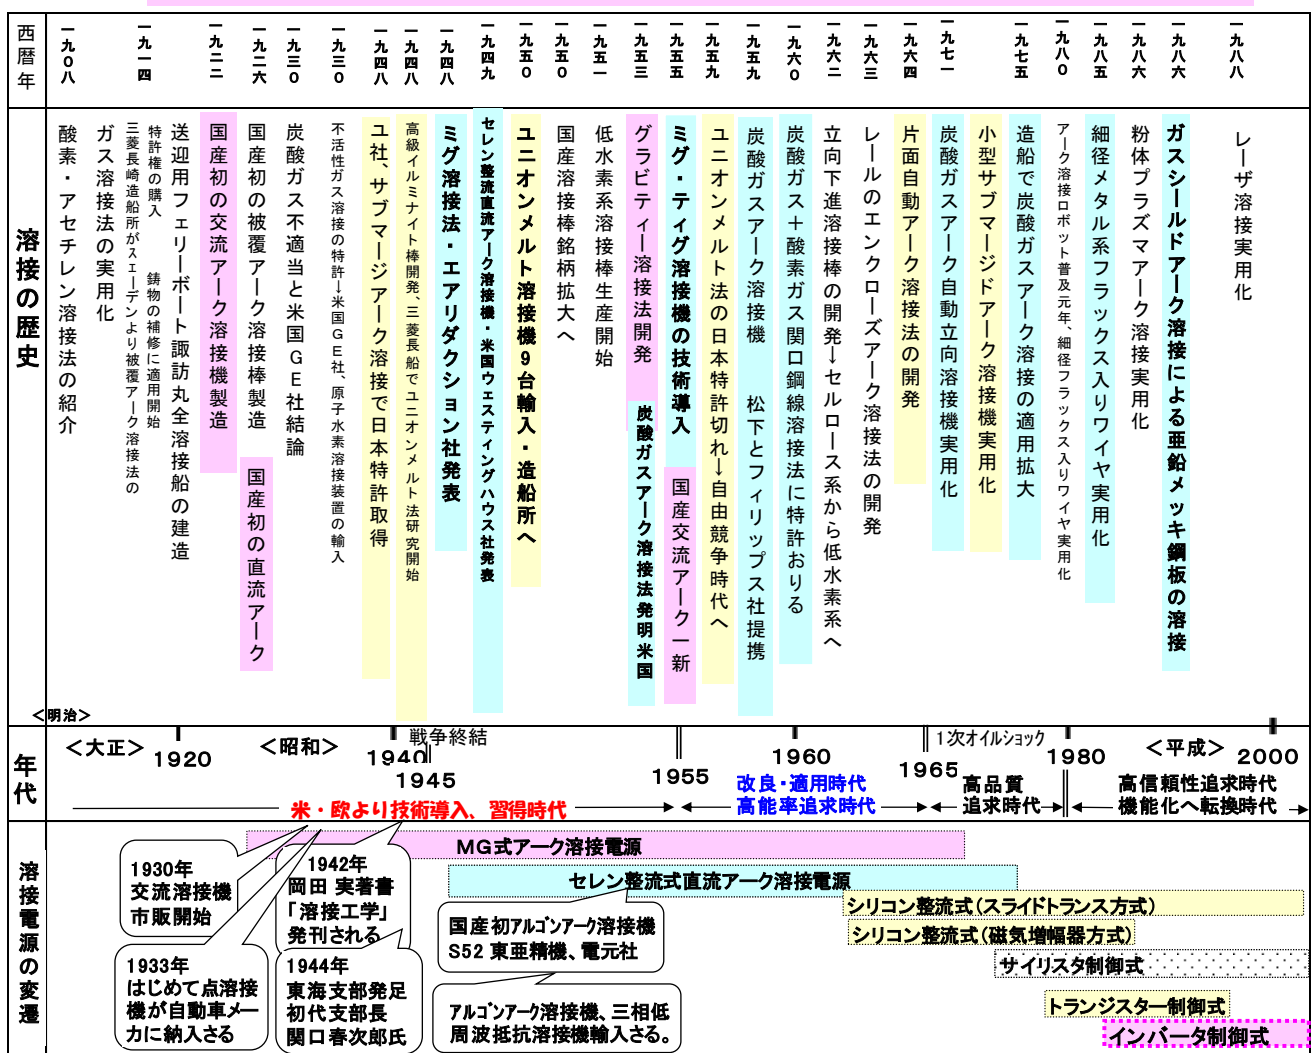 西暦年
一九〇八
一九一四
一九二二
一九二六
一九三〇
一九三〇
一九四八
一九四八
一九四八
一九四九
一九五〇
一九五〇
一九五一
一九五三
一九五五
一九五九
一九五九
一九六〇
一九六二
一九六三
一九六四
一九七一
一九七五
一九八〇
一九八五
一九八六
一九八六
一九八八
溶接の歴史
酸素・アセチレン溶接法の紹介
ガス溶接法の実用化
三菱長崎造船所がスエーデンより被覆アーク溶接法の
特許権の購入 鋳物の補修に適用開始
送迎用フェリーボート諏訪丸全溶接船の建造
国産初の交流アーク溶接機製造
国産初の被覆アーク溶接棒製造 国産初の直流アーク
炭酸ガス不適当と米国GE社結論
不活性ガス溶接の特許→米国GE社、原子水素溶接装置の輸入
ユ社、サブマージアーク溶接で日本特許取得
高級イルミナイト棒開発、三菱長船でユニオンメルト法研究開始
ミグ溶接法・エアリダクション社発表
セレン整流直流アーク溶接機・米国ウェスティングハウス社発表
ユニオンメルト溶接機9台輸入・造船所へ
国産溶接棒銘柄拡大へ
低水素系溶接棒生産開始
グラビティー溶接法開発 炭酸ガスアーク溶接法発明米国
ミグ・ティグ溶接機の技術導入 国産交流アーク一新
ユニオンメルト法の日本特許切れ→自由競争時代へ
炭酸ガスアーク溶接機 松下とフィリップス社提携
炭酸ガス+酸素ガス関口鋼線溶接法に特許おりる
立向下進溶接棒の開発→セルロース系から低水素系へ
レールのエンクローズアーク溶接法の開発
片面自動アーク溶接法の開発
炭酸ガスアーク自動立向溶接機実用化
小型サブマージドアーク溶接機実用化
造船で炭酸ガスアーク溶接の適用拡大
アーク溶接ロボット普及元年、細径フラックス入りワイヤ実用化
細径メタル系フラックス入りワイヤ実用化
粉体プラズマアーク溶接実用化
ガスシールドアーク溶接による亜鉛メッキ鋼板の溶接
レーザ溶接実用化
年代
＜明治＞
＜大正＞
1920
＜昭和＞
1940
戦争終結
1945
1955
1960
1965
1次オイルショック
1980
＜平成＞
2000
米・欧より技術導入、習得時代
改良・適用時代
高能率追求時代
高品質
追求時代
高信頼性追求時代
機能化へ転換時代
溶接電源の変遷
MG式アーク溶接電源
セレン整流式直流アーク溶接電源
シリコン整流式(スライドトランス方式)
シリコン整流式(磁気増幅器方式)
サイリスタ制御式
トランジスター制御式
インバータ制御式
1930年
交流溶接機
市販開始
1933年
はじめて点溶接
機が自動車メー
カに納入さる
1942年
岡田 実著書
「溶接工学」
発刊される
1944年
東海支部発足
初代支部長
関口春次郎氏
国産初アルゴンアーク溶接機
S52 東亜精機、電元社
アルゴンアーク溶接機、三相低
周波抵抗溶接機輸入さる。